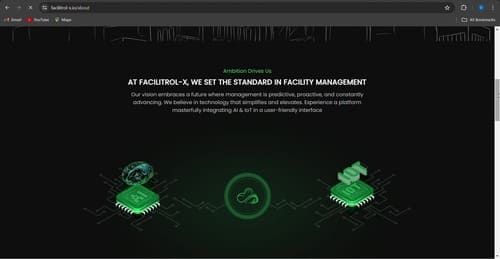 facilitrol-x.io/about
Gmail
YouTube
Maps
All Bookmarks
Ambition Drives Us
AT FACILITROL-X, WE SET THE STANDARD IN FACILITY MANAGEMENT
Our vision embraces a future where management is predictive, proactive, and constantly
advancing. We believe in technology that simplifies and elevates. Experience a platform
masterfully integrating AI & IoT in a user-friendly interface
AI
IOT
IOT